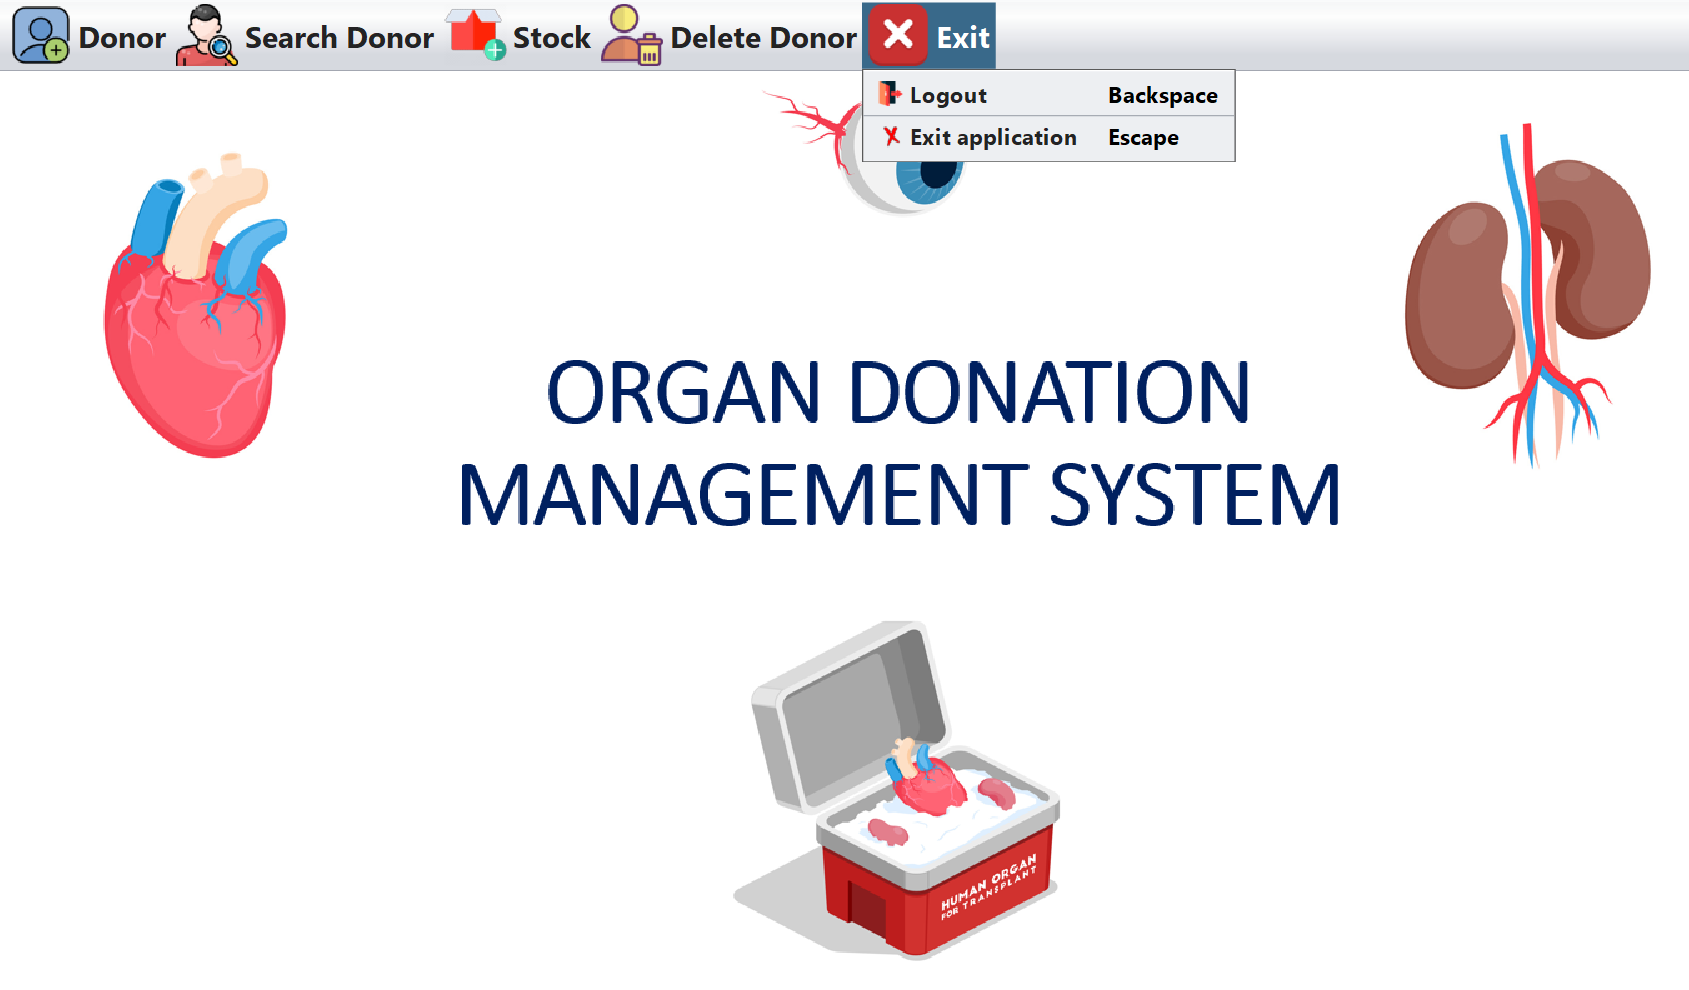 Donor Search Donor Stock Delete Donor Exit
Logout Backspace
Exit application Escape
ORGAN DONATION
MANAGEMENT SYSTEM
HUMAN ORGAN
FOR TRANSPLANT